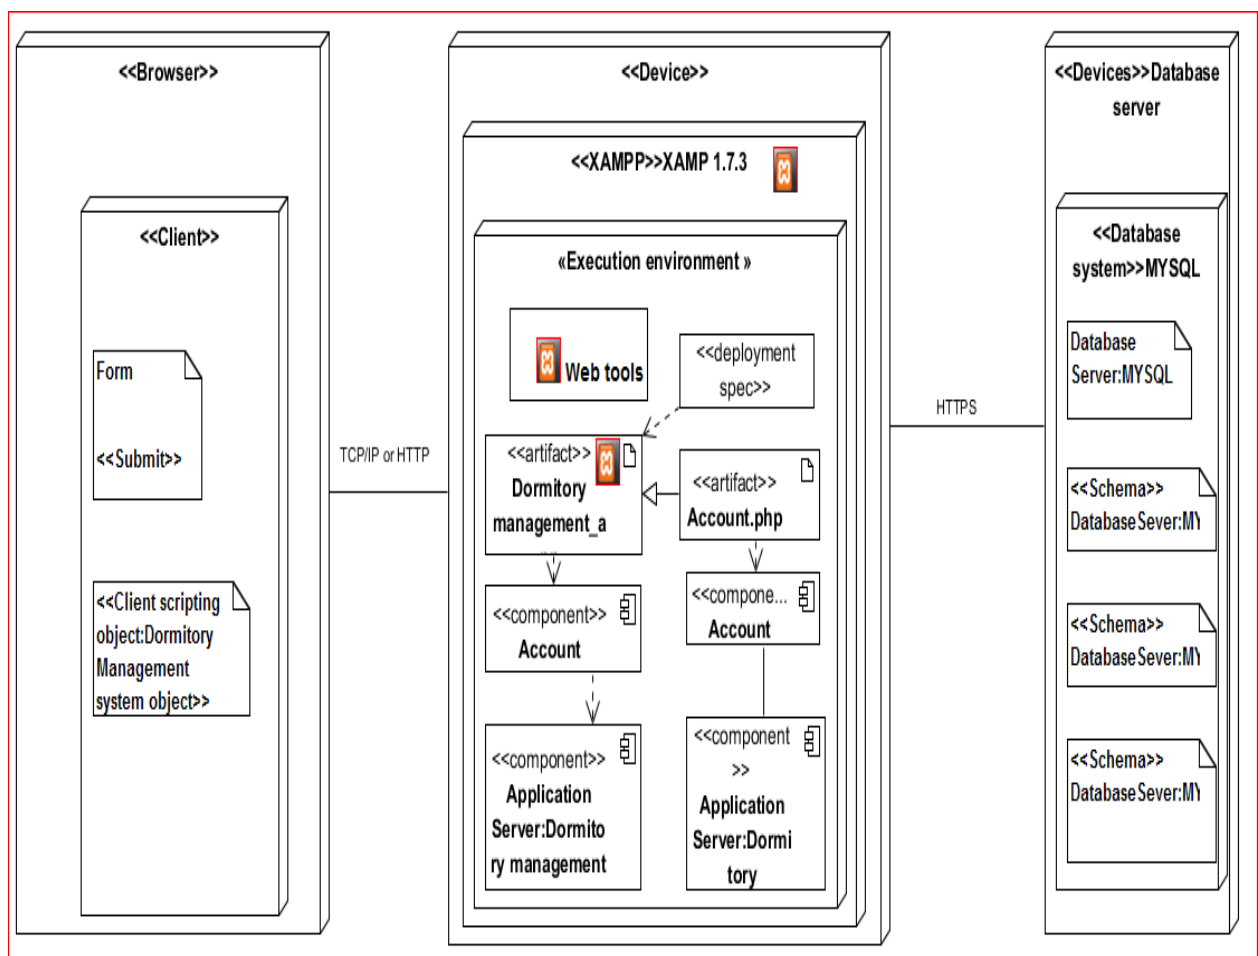 <<Browser>>
<<Client>>
Form
<<Submit>>
<<Client scripting
object:Dormitory
Management
system object>>
TCP/IP or HTTP
<<Device>>
<<XAMPP>>XAMP 1.7.3
«Execution environment »
Web tools
<<deployment
spec>>
<<artifact>>
Dormitory
management_a
<<artifact>>
Account.php
<<component>>
Account
<<compone...
Account
<<component>>
Application
Server:Dormito
ry management
<<component
>>
Application
Server:Dormi
tory
HTTPS
<<Devices>>Database
server
<<Database
system>>MYSQL
Database
Server:MYSQL
<<Schema>>
DatabaseSever:MY
<<Schema>>
DatabaseSever:MY
<<Schema>>
DatabaseSever:MY